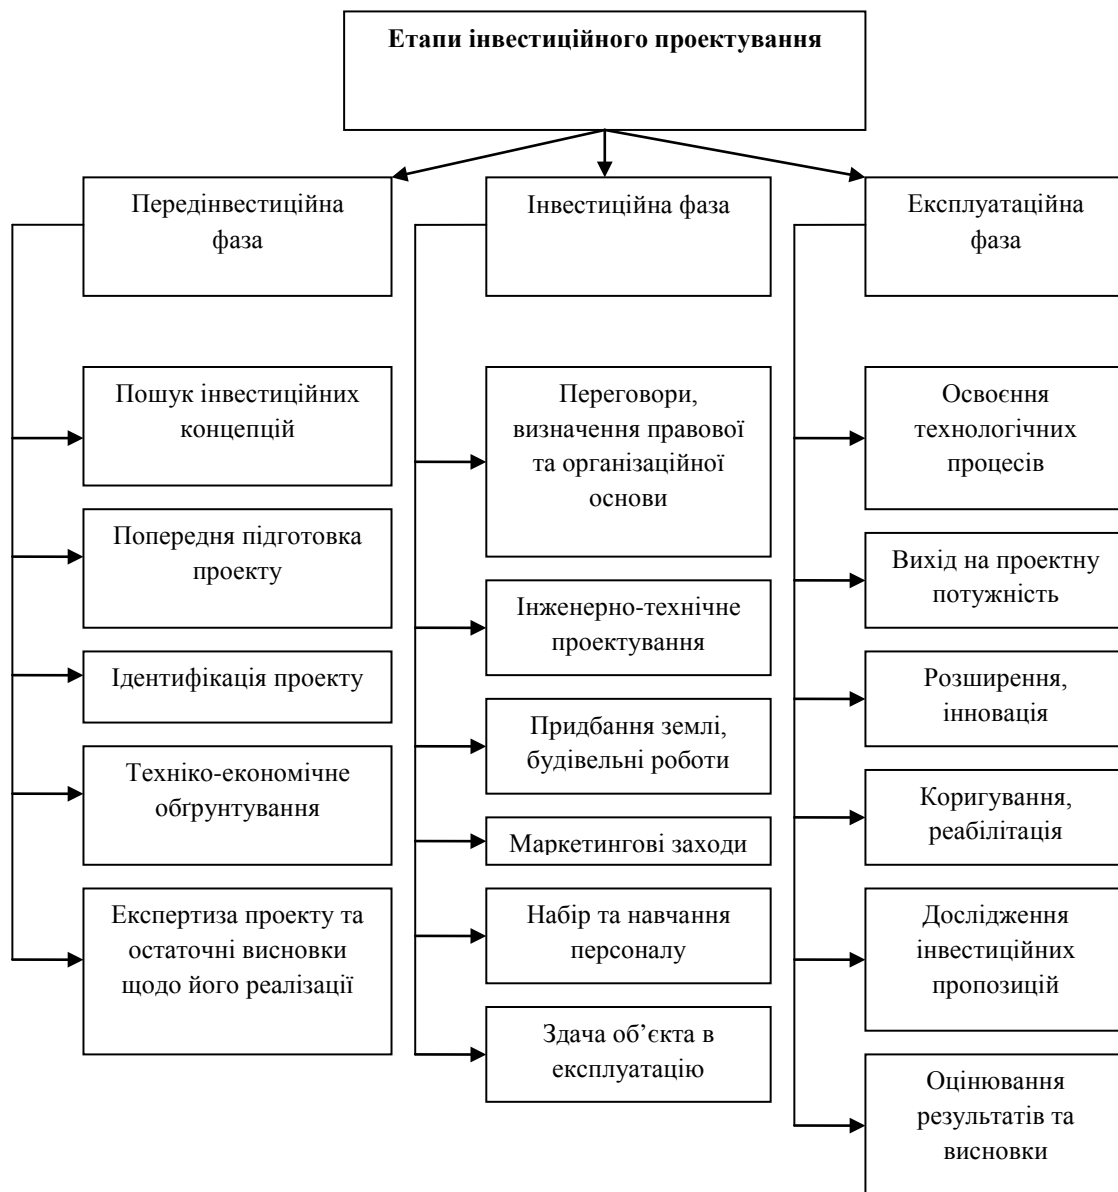 Етапи інвестиційного проектування
Передінвестиційна
фаза
Інвестиційна фаза
Експлуатаційна
фаза
Пошук інвестиційних
концепцій
Попередня підготовка
проекту
Ідентифікація проекту
Техніко-економічне
обґрунтування
Експертиза проекту та
остаточні висновки
щодо його реалізації
Переговори,
визначення правової
та організаційної
основи
Інженерно-технічне
проектування
Придбання землі,
будівельні роботи
Маркетингові заходи
Набір та навчання
персоналу
Здача об’єкта в
експлуатацію
Освоєння
технологічних
процесів
Вихід на проектну
потужність
Розширення,
інновація
Коригування,
реабілітація
Дослідження
інвестиційних
пропозицій
Оцінювання
результатів та
висновки